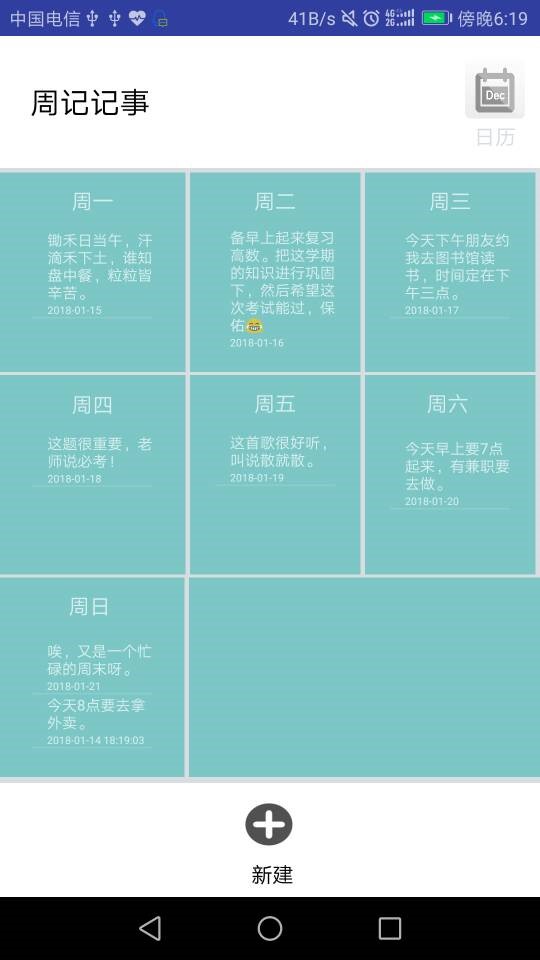 中国电信 41B/s 4G 2G 傍晚6:19
周记记事
Dec
日历
周一
锄禾日当午，汗
滴禾下土，谁知
盘中餐，粒粒皆
辛苦。
2018-01-15
周二
备早上起来复习
高数。把这学期
的知识进行巩固
下，然后希望这
次考试能过，保
佑😂
2018-01-16
周三
今天下午朋友约
我去图书馆读
书，时间定在下
午三点。
2018-01-17
周四
这题很重要，老
师说必考！
2018-01-18
周五
这首歌很好听，
叫说散就散。
2018-01-19
周六
今天早上要7点
起来，有兼职要
去做。
2018-01-20
周日
唉，又是一个忙
碌的周末呀。
2018-01-21
今天8点要去拿
外卖。
2018-01-14 18:19:03
新建